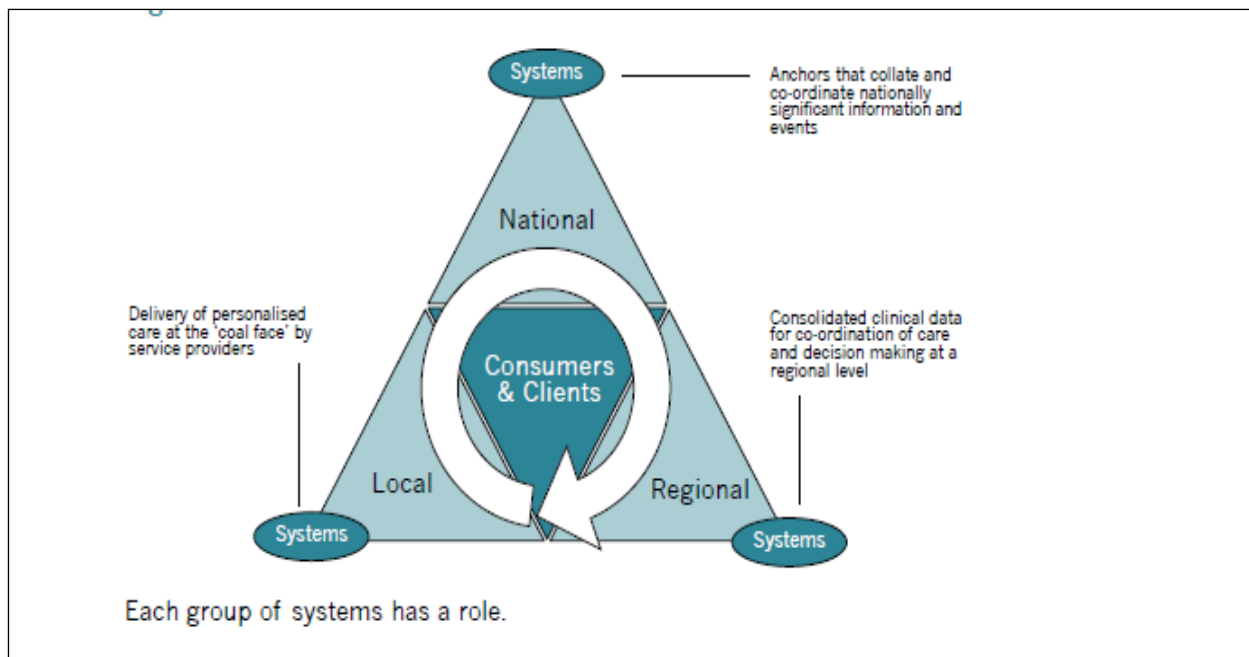 Systems
Anchors that collate and
co-ordinate nationally
significant information and
events
National
Delivery of personalised
care at the 'coal face' by
service providers
Consolidated clinical data
for co-ordination of care
and decision making at a
regional level
Consumers
& Clients
Local
Regional
Systems
Systems
Each group of systems has a role.